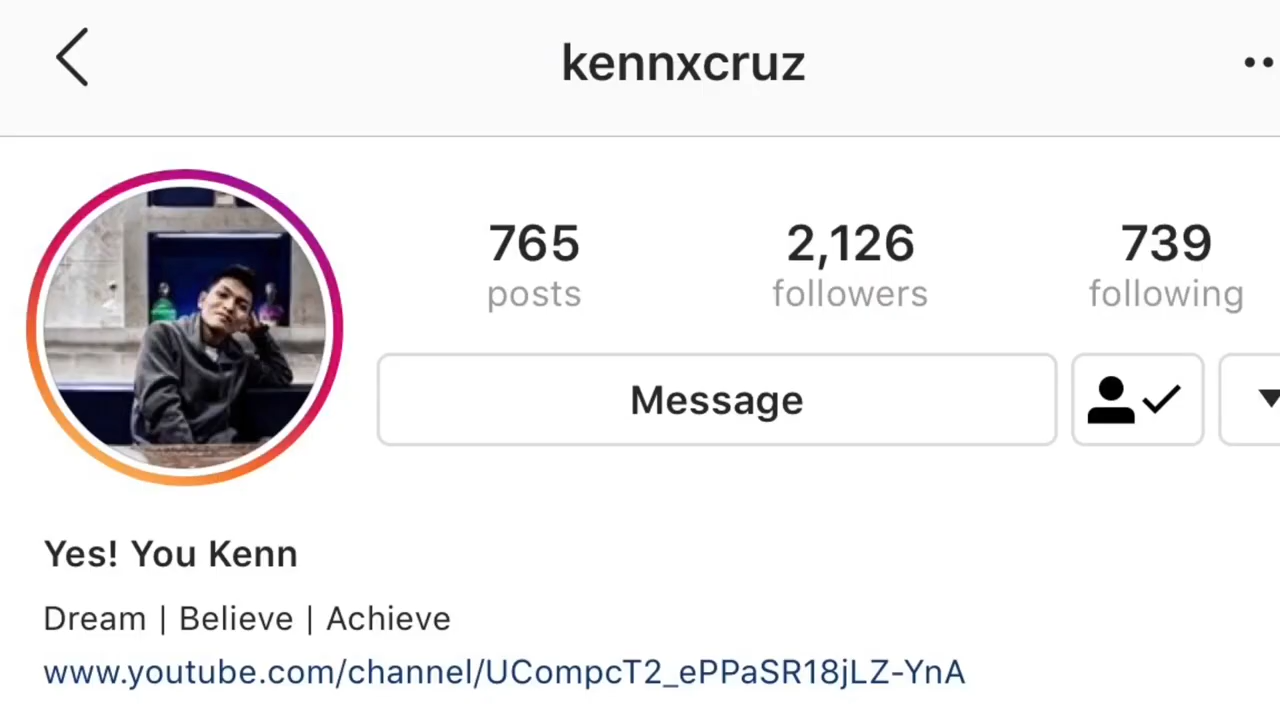 kennxcruz
765 2,126 739
posts followers following
Message
Yes! You Kenn
Dream | Believe | Achieve
www.youtube.com/channel/UCompcT2_ePPaSR18jLZ-YnA